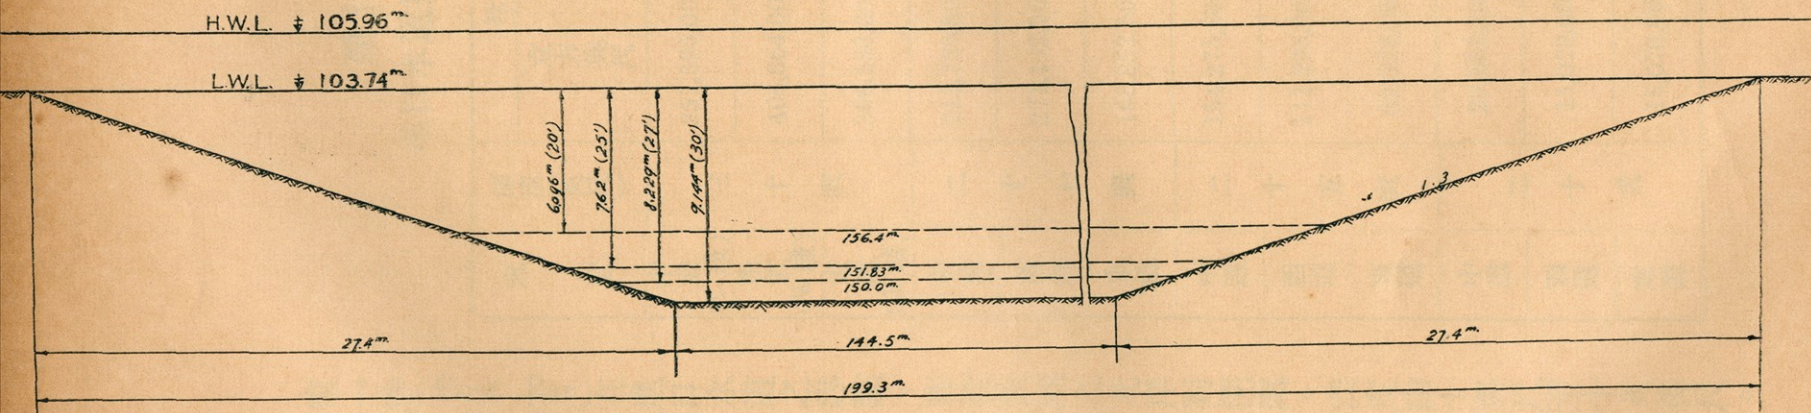 H.W.L. 105.96m.
L.W.L. 103.74m.
6.096m (20')
7.62m (25')
8.229m (27')
9.144m (30')
1.3
156.4m.
151.83m.
150.0m.
27.4m.
144.5m.
27.4m.
199.3m.